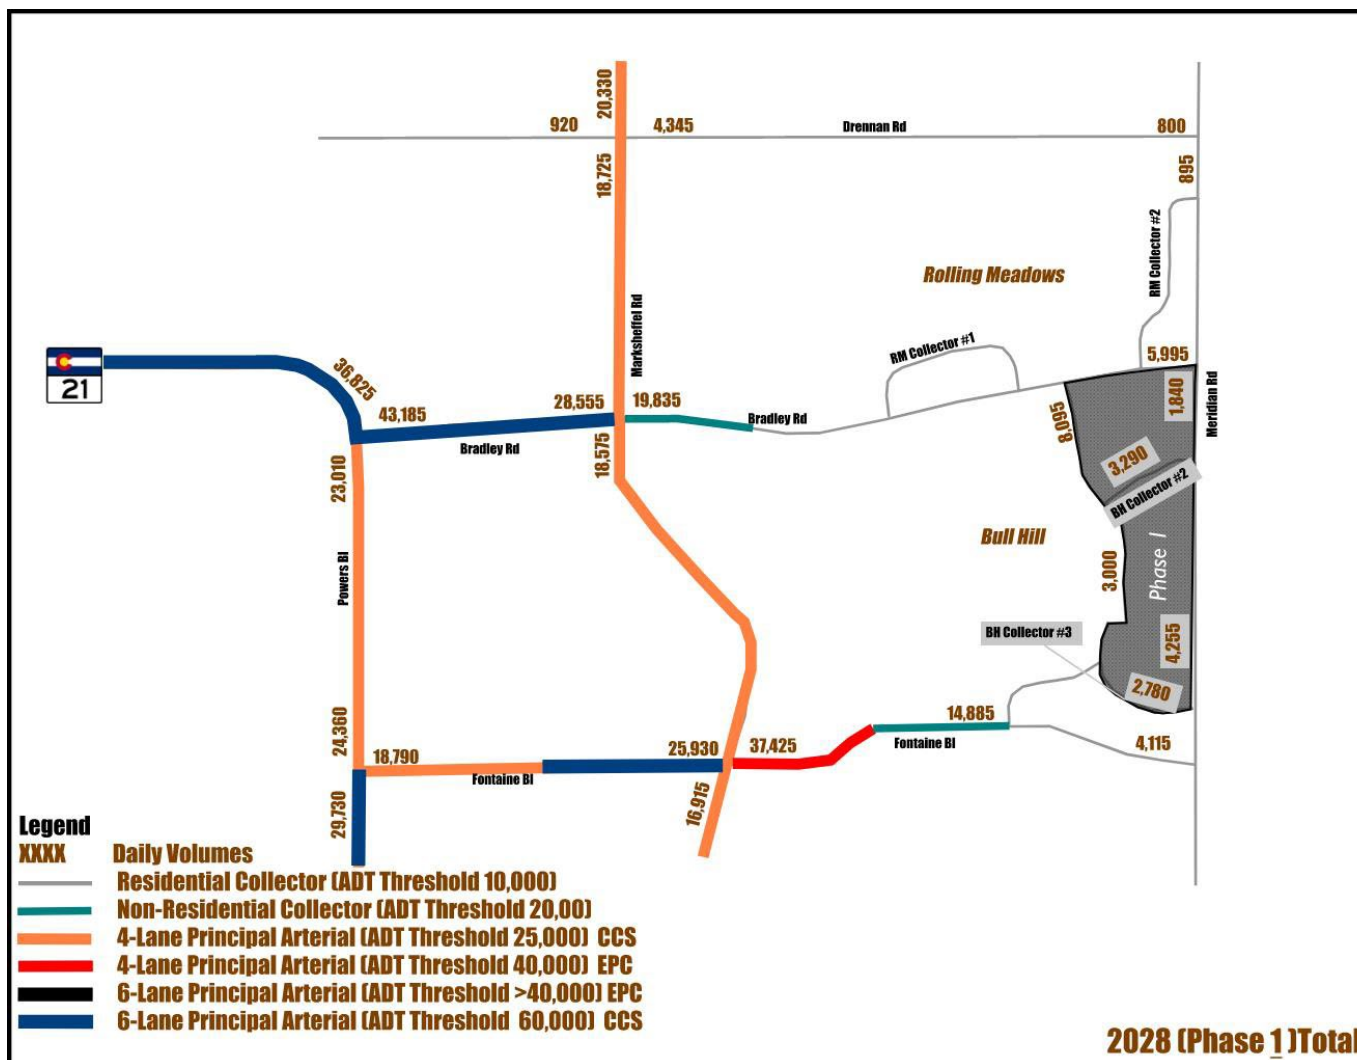 20,330
920
4,345
Drennan Rd
800
18,725
895
RM Collector #2
Rolling Meadows
Marksheffel Rd
RM Collector #1
5,995
21
36,825
43,185
28,555
19,835
Bradley Rd
Bradley Rd
1,840
Meridian Rd
8,095
18,575
23,010
3,290
BH Collector #2
Bull Hill
Powers Bl
3,000
Phase I
BH Collector #3
4,255
2,780
24,360
18,790
Fontaine Bl
25,930
37,425
14,885
Fontaine Bl
4,115
29,730
16,915
Legend
XXXX Daily Volumes
Residential Collector (ADT Threshold 10,000)
Non-Residential Collector (ADT Threshold 20,00)
4-Lane Principal Arterial (ADT Threshold 25,000) CCS
4-Lane Principal Arterial (ADT Threshold 40,000) EPC
6-Lane Principal Arterial (ADT Threshold >40,000) EPC
6-Lane Principal Arterial (ADT Threshold 60,000) CCS
2028 (Phase 1 )Total